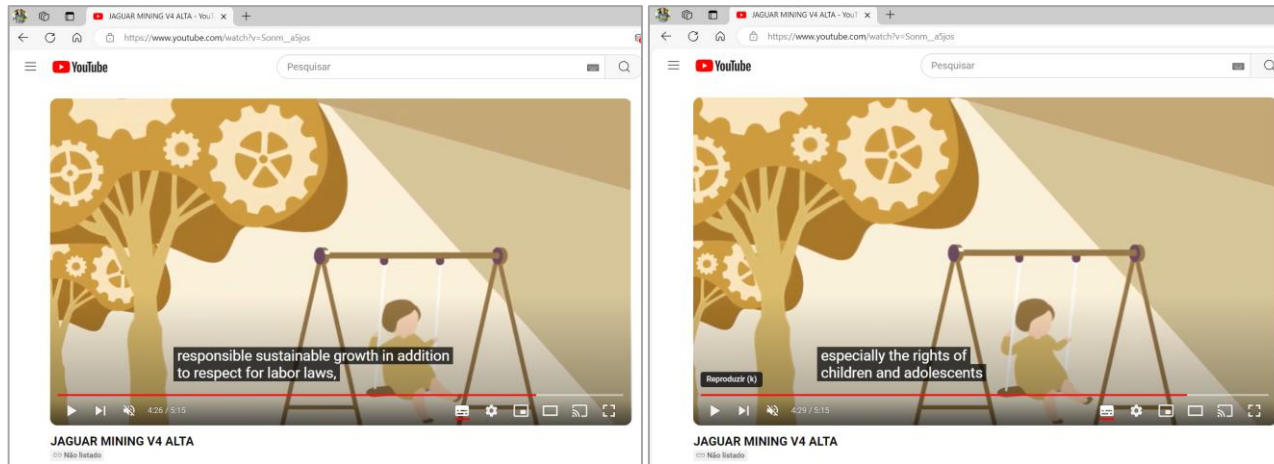 JAGUAR MINING V4 ALTA - YouT
https://www.youtube.com/watch?v=Sonm__a5jos
YouTube
Pesquisar
responsible sustainable growth in addition
to respect for labor laws,
4:26 / 5:15
JAGUAR MINING V4 ALTA
Não listado
JAGUAR MINING V4 ALTA - YouT
https://www.youtube.com/watch?v=Sonm__a5jos
YouTube
Pesquisar
especially the rights of
children and adolescents
Reproduzir (k)
4:29 / 5:15
JAGUAR MINING V4 ALTA
Não listado